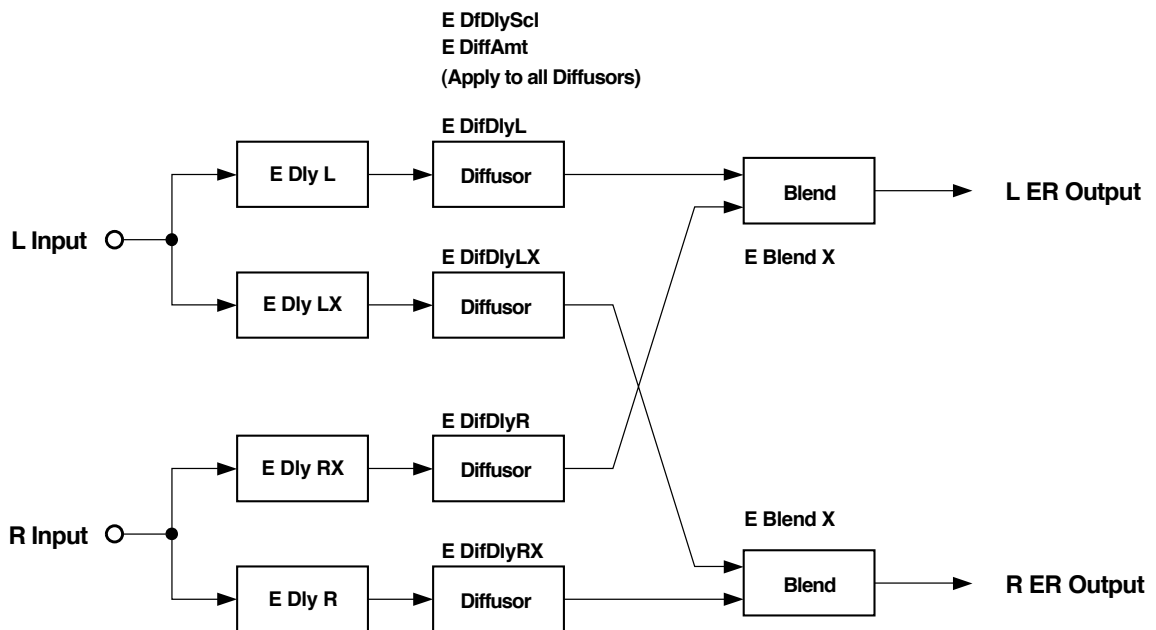 E DfDlyScl
E DiffAmt
(Apply to all Diffusors)
E DifDlyL
E Dly L
Diffusor
Blend
L ER Output
L Input
E DifDlyLX
E Blend X
E Dly LX
Diffusor
E DifDlyR
E Dly RX
Diffusor
E Blend X
R Input
E DifDlyRX
E Dly R
Diffusor
Blend
R ER Output